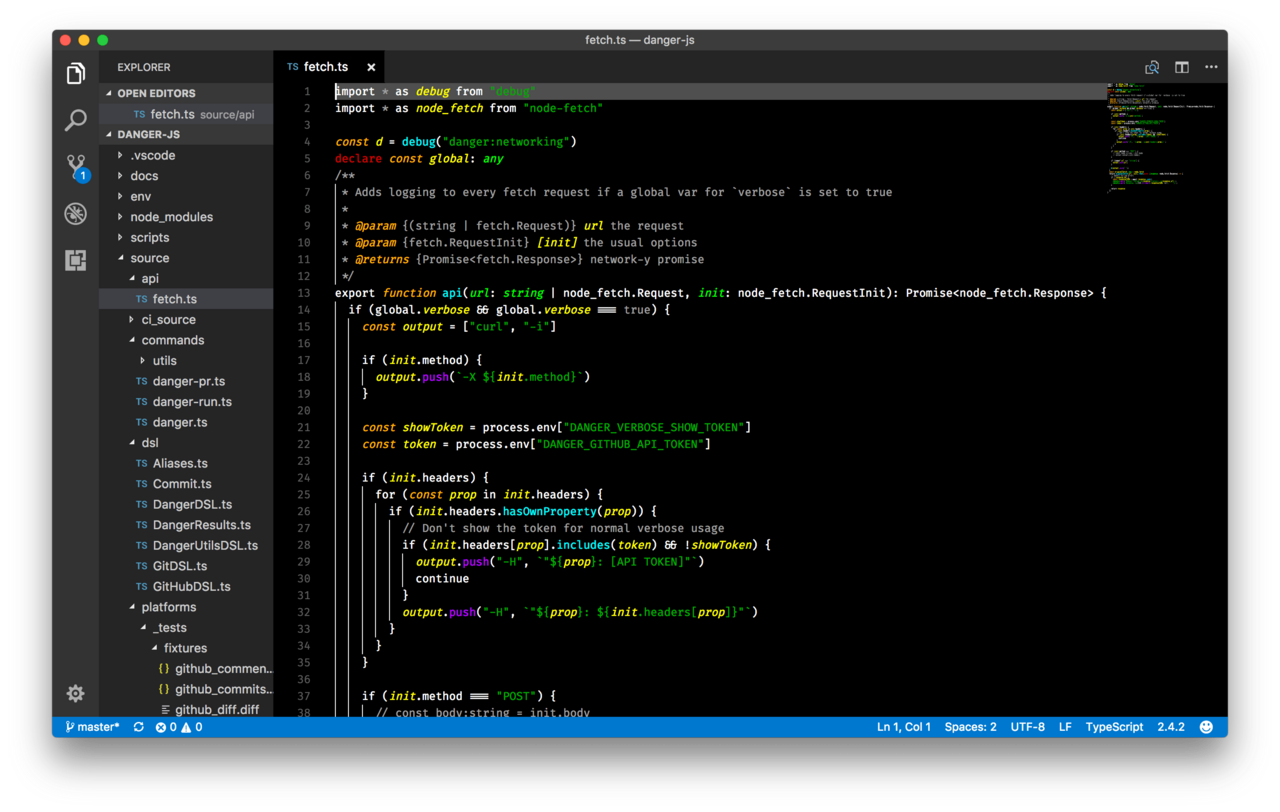 fetch.ts — danger-js
EXPLORER
OPEN EDITORS
TS fetch.ts source/api
DANGER-JS
.vscode
docs
env
node_modules
scripts
source
api
TS fetch.ts
ci_source
commands
utils
TS danger-pr.ts
TS danger-run.ts
TS danger.ts
dsl
TS Aliases.ts
TS Commit.ts
TS DangerDSL.ts
TS DangerResults.ts
TS DangerUtilsDSL.ts
TS GitDSL.ts
TS GitHubDSL.ts
platforms
_tests
fixtures
{} github_commen...
{} github_commits...
github_diff.diff
1
TS fetch.ts ×
1 import * as debug from "debug"
2 import * as node_fetch from "node-fetch"
3
4 const d = debug("danger:networking")
5 declare const global: any
6 /**
7 * Adds logging to every fetch request if a global var for `verbose` is set to true
8 *
9 * @param {(string | fetch.Request)} url the request
10 * @param {fetch.RequestInit} [init] the usual options
11 * @returns {Promise<fetch.Response>} network-y promise
12 */
13 export function api(url: string | node_fetch.Request, init: node_fetch.RequestInit): Promise<node_fetch.Response> {
14 if (global.verbose && global.verbose === true) {
15 const output = ["curl", "-i"]
16
17 if (init.method) {
18 output.push(`-X ${init.method}`)
19 }
20
21 const showToken = process.env["DANGER_VERBOSE_SHOW_TOKEN"]
22 const token = process.env["DANGER_GITHUB_API_TOKEN"]
23
24 if (init.headers) {
25 for (const prop in init.headers) {
26 if (init.headers.hasOwnProperty(prop)) {
27 // Don't show the token for normal verbose usage
28 if (init.headers[prop].includes(token) && !showToken) {
29 output.push("-H", `"${prop}: [API TOKEN]"`)
30 continue
31 }
32 output.push("-H", `"${prop}: ${init.headers[prop]}"`)
33 }
34 }
35 }
36
37 if (init.method === "POST") {
38 // const body:string = init.body
master* 0 0
Ln 1, Col 1 Spaces: 2 UTF-8 LF TypeScript 2.4.2